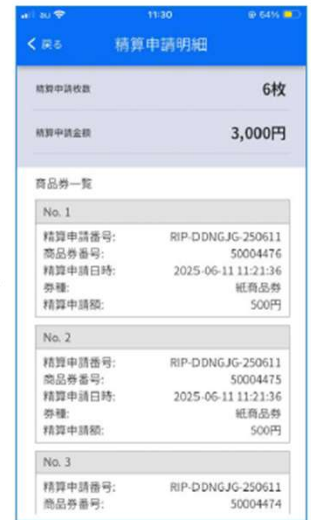 au 11:30 64%
く 戻る 精算申請明細
精算申請枚数 6枚
精算申請金額 3,000円
商品券一覧
No. 1
精算申請番号: RIP-DDNGJG-250611
商品券番号: 50004476
精算申請日時: 2025-06-11 11:21:36
券種: 紙商品券
精算申請額: 500円
No. 2
精算申請番号: RIP-DDNGJG-250611
商品券番号: 50004475
精算申請日時: 2025-06-11 11:21:36
券種: 紙商品券
精算申請額: 500円
No. 3
精算申請番号: RIP-DDNGJG-250611
商品券番号: 50004474